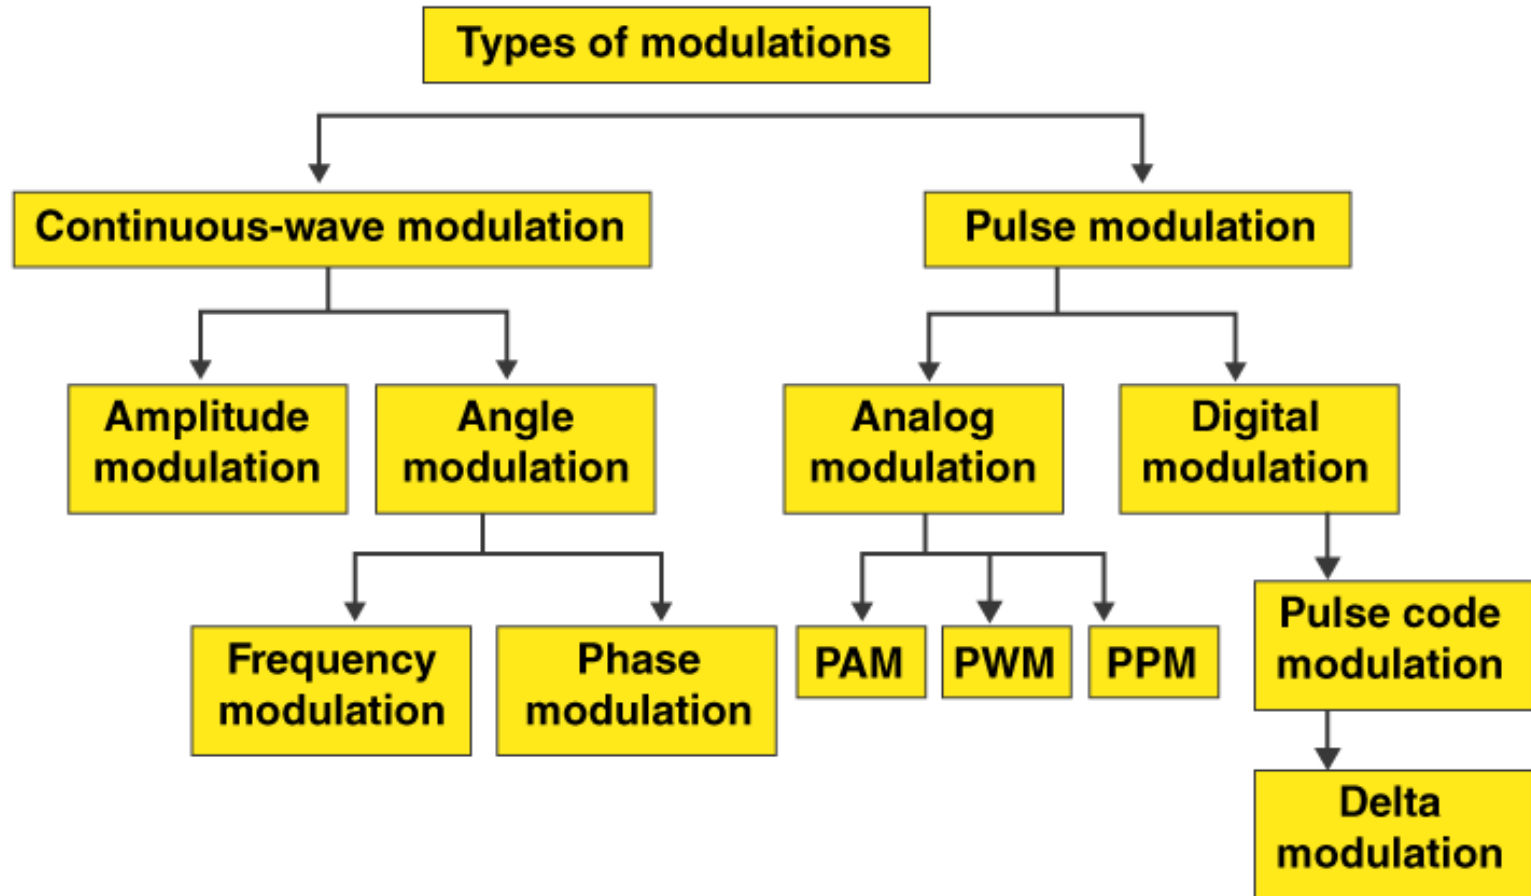 Types of modulations
Continuous-wave modulation
Pulse modulation
Amplitude
modulation
Angle
modulation
Analog
modulation
Digital
modulation
Frequency
modulation
Phase
modulation
PAM
PWM
PPM
Pulse code
modulation
Delta
modulation